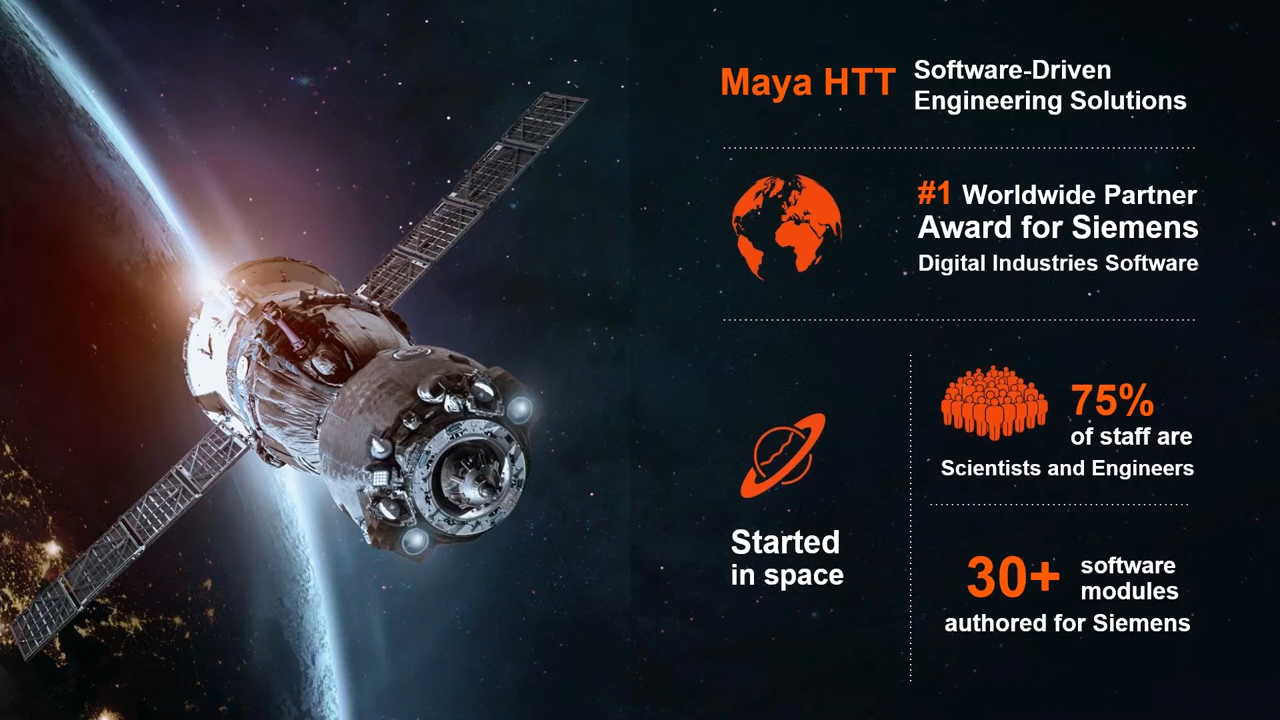 Maya HTT
Software-Driven
Engineering Solutions
#1 Worldwide Partner
Award for Siemens
Digital Industries Software
Started
in space
75%
of staff are
Scientists and Engineers
30+
software
modules
authored for Siemens